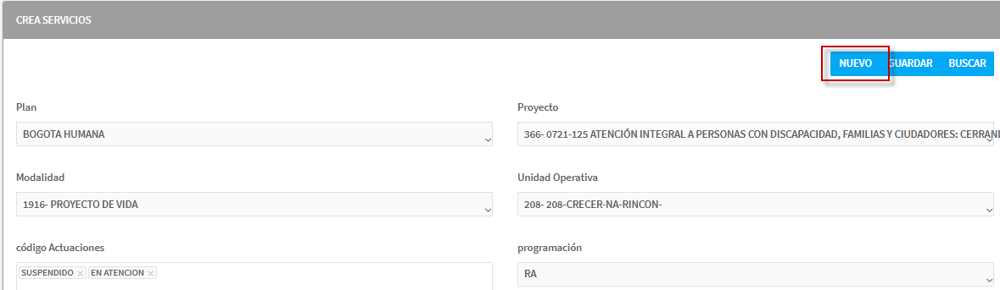 CREA SERVICIOS
NUEVO GUARDAR BUSCAR
Plan Proyecto
BOGOTA HUMANA 366- 0721-125 ATENCIÓN INTEGRAL A PERSONAS CON DISCAPACIDAD, FAMILIAS Y CIUDADORES: CERRAND
Modalidad Unidad Operativa
1916- PROYECTO DE VIDA 208- 208-CRECER-NA-RINCON-
código Actuaciones programación
SUSPENDIDO × EN ATENCION × RA